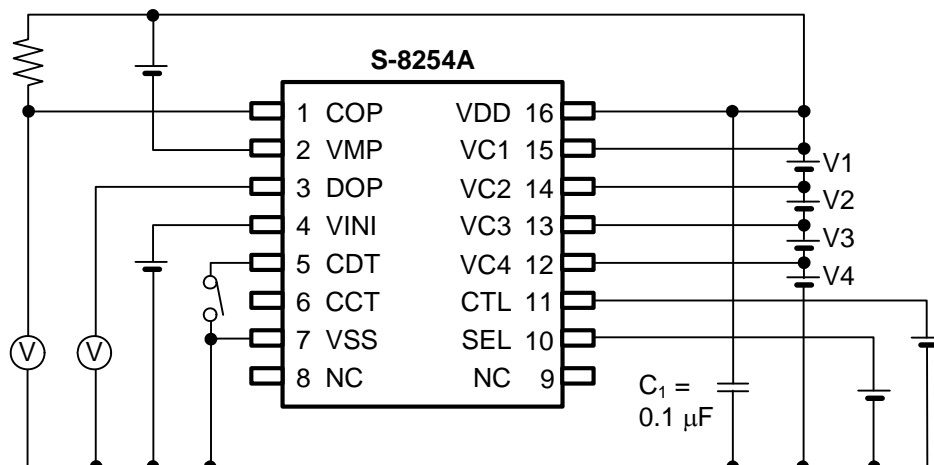 S-8254A
1 COP
2 VMP
3 DOP
4 VINI
5 CDT
6 CCT
7 VSS
8 NC
VDD 16
VC1 15
VC2 14
VC3 13
VC4 12
CTL 11
SEL 10
NC 9
V1
V2
V3
V4
V
V
C₁ =
0.1 μF